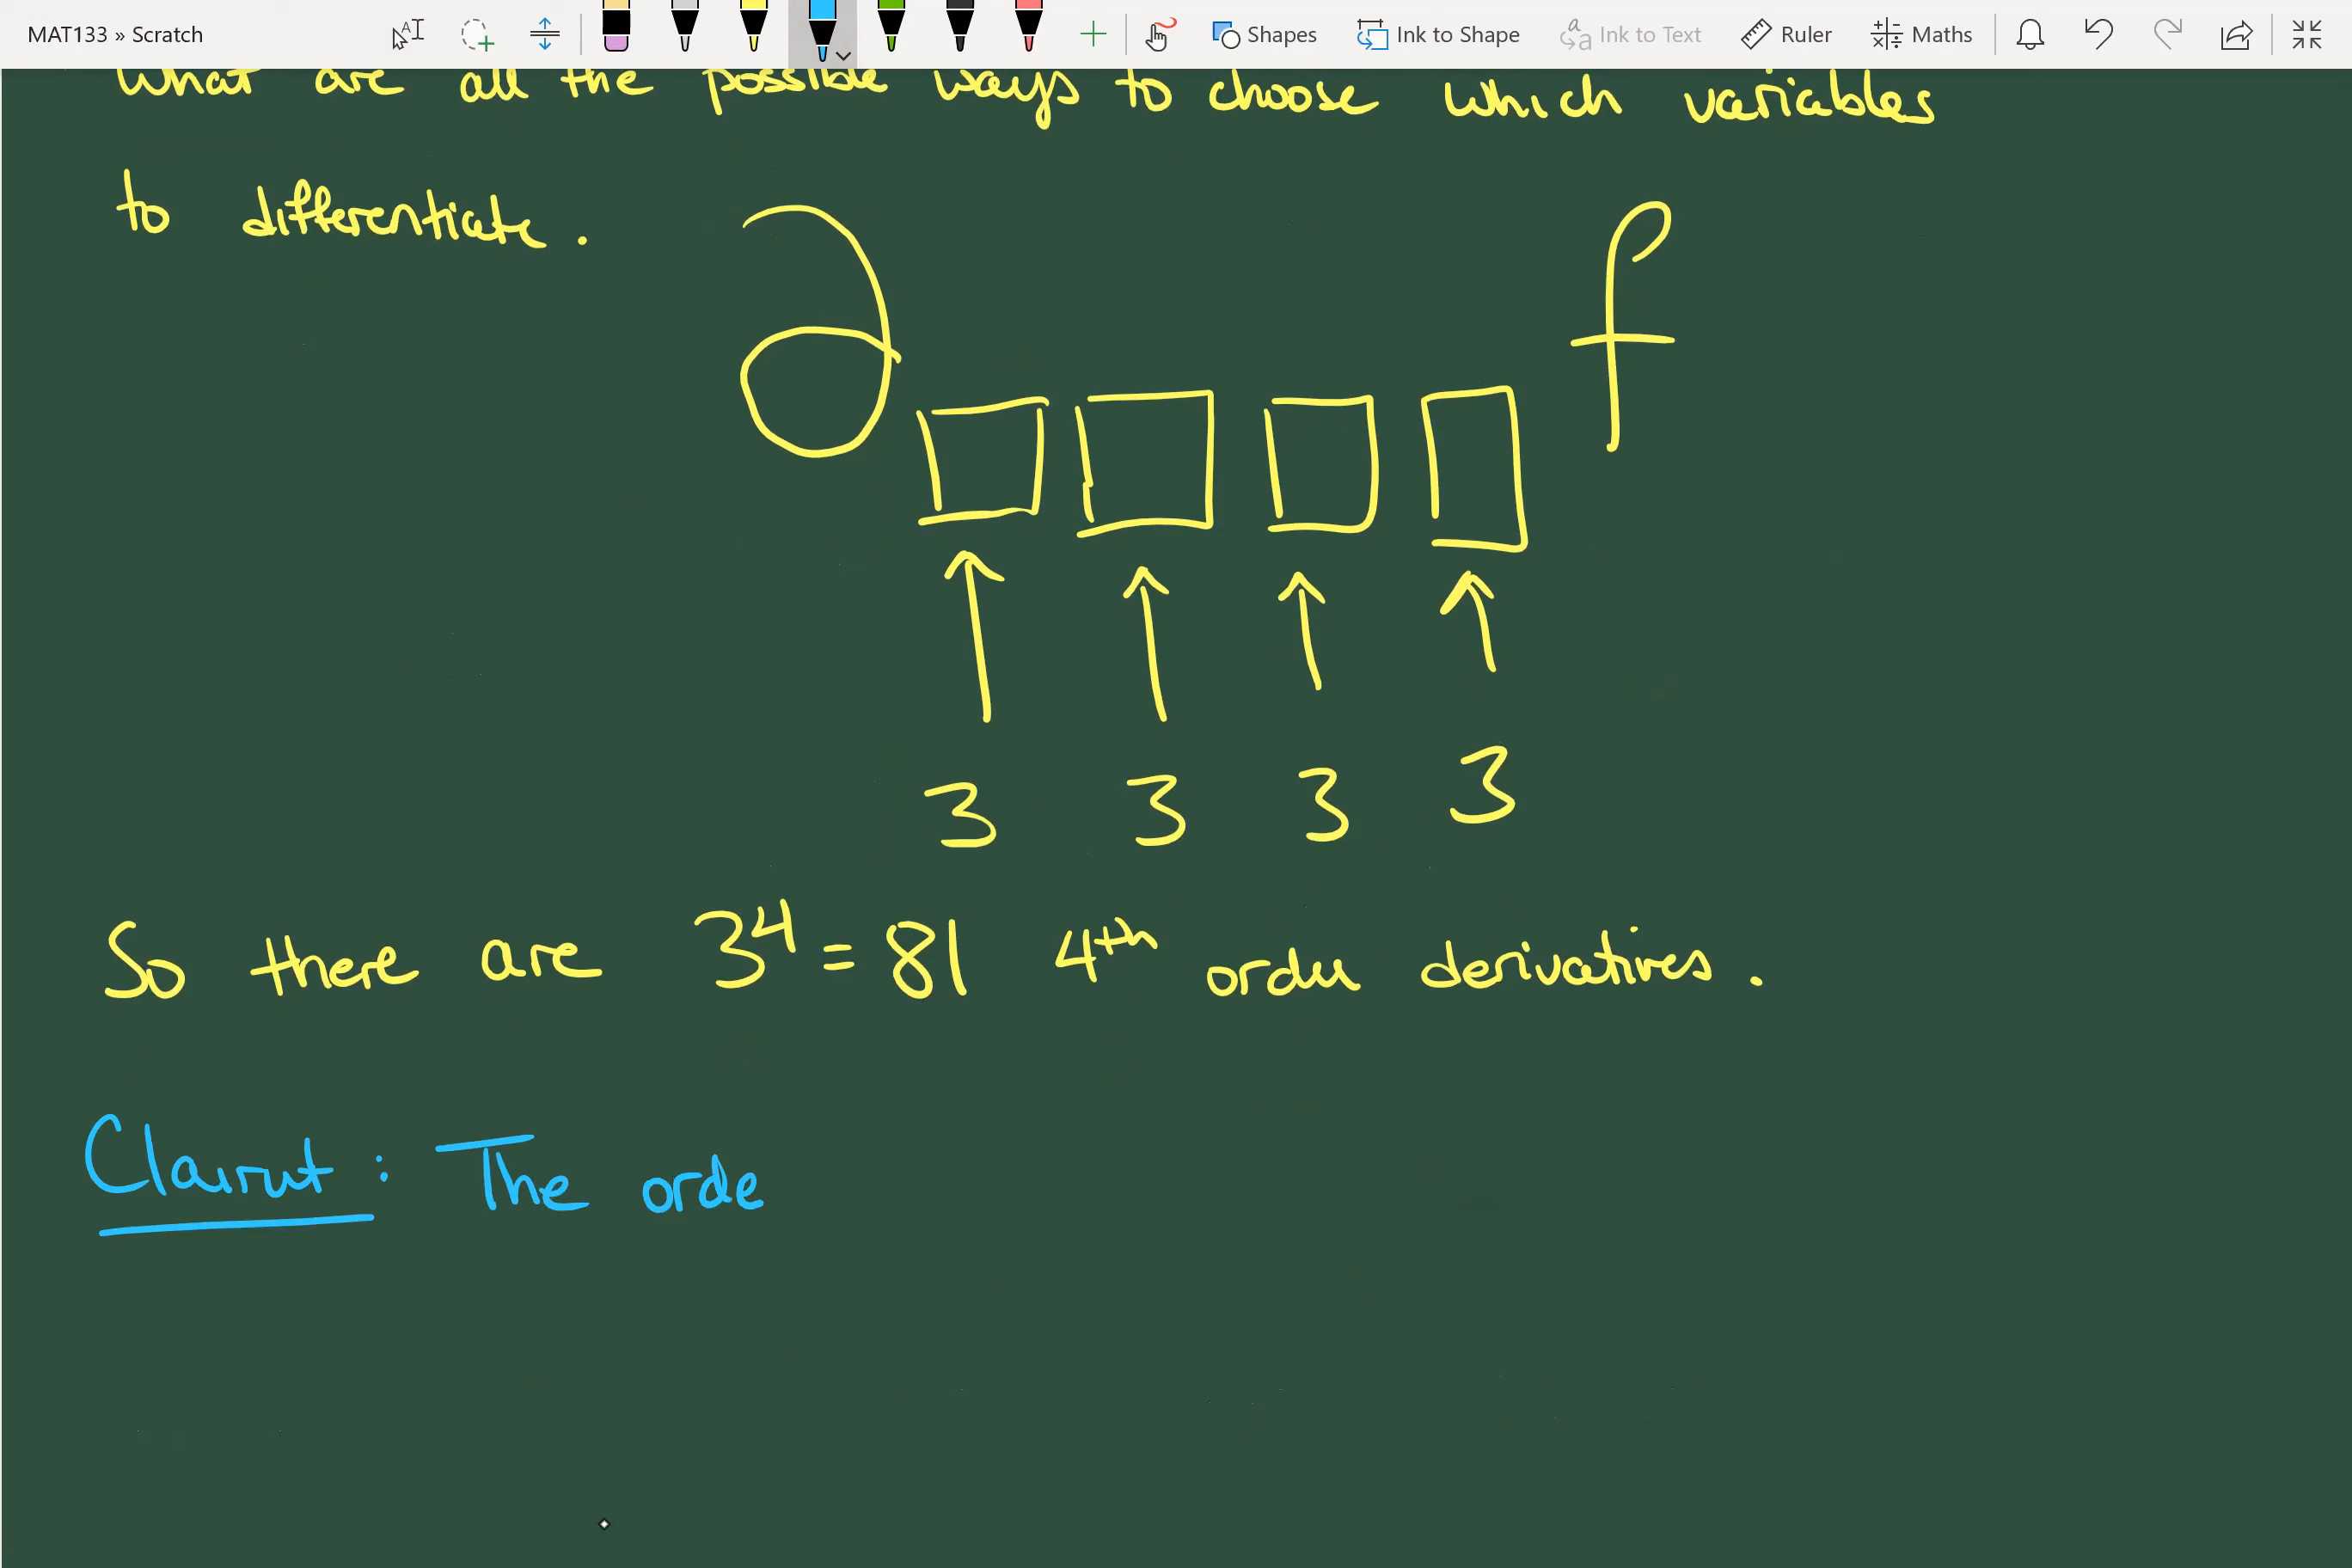 MAT133 » Scratch Shapes Ink to Shape Ink to Text Ruler Maths
What are all the possible ways to choose which variables
to differentiate.
∂ □ □ □ □ f
3 3 3 3
So there are 3⁴ = 81 4th order derivatives.
Clairut: The orde